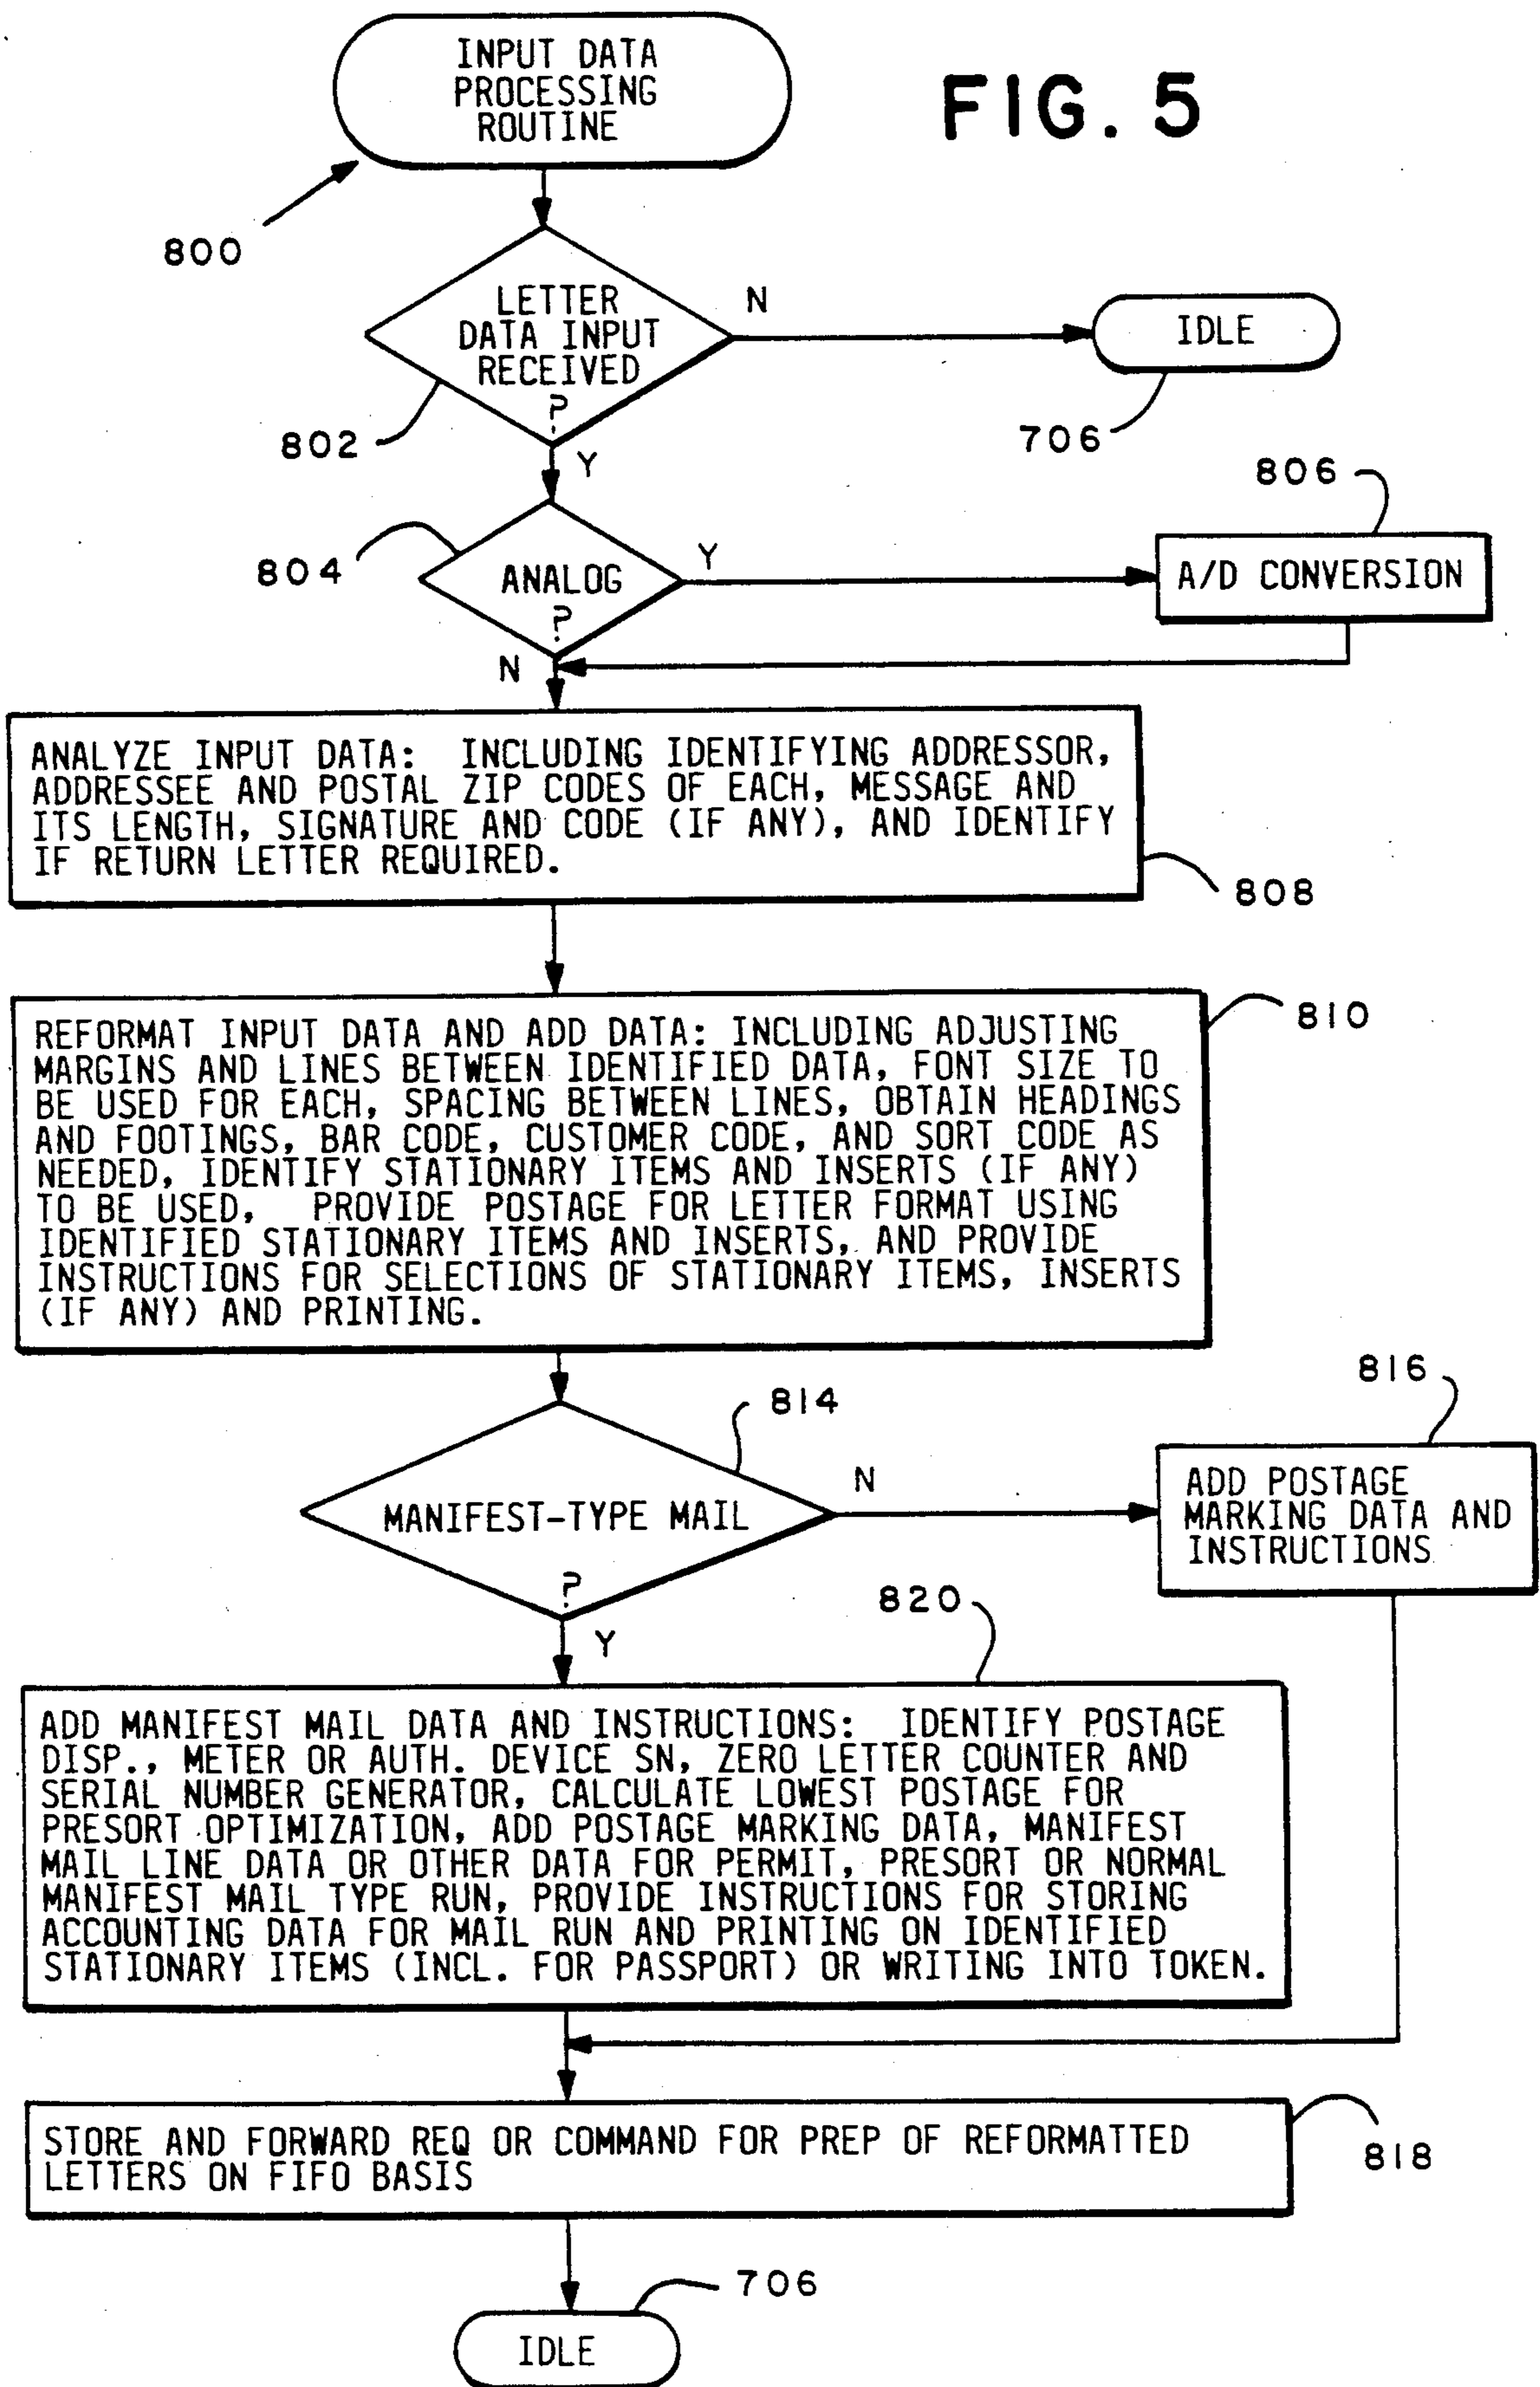 INPUT DATA
PROCESSING
ROUTINE
FIG. 5
800
LETTER
DATA INPUT
RECEIVED
?
N
IDLE
802
706
Y
806
804
ANALOG
?
Y
A/D CONVERSION
N
ANALYZE INPUT DATA: INCLUDING IDENTIFYING ADDRESSOR,
ADDRESSEE AND POSTAL ZIP CODES OF EACH, MESSAGE AND
ITS LENGTH, SIGNATURE AND CODE (IF ANY), AND IDENTIFY
IF RETURN LETTER REQUIRED.
808
810
REFORMAT INPUT DATA AND ADD DATA: INCLUDING ADJUSTING
MARGINS AND LINES BETWEEN IDENTIFIED DATA, FONT SIZE TO
BE USED FOR EACH, SPACING BETWEEN LINES, OBTAIN HEADINGS
AND FOOTINGS, BAR CODE, CUSTOMER CODE, AND SORT CODE AS
NEEDED, IDENTIFY STATIONARY ITEMS AND INSERTS (IF ANY)
TO BE USED, PROVIDE POSTAGE FOR LETTER FORMAT USING
IDENTIFIED STATIONARY ITEMS AND INSERTS, AND PROVIDE
INSTRUCTIONS FOR SELECTIONS OF STATIONARY ITEMS, INSERTS
(IF ANY) AND PRINTING.
814
816
MANIFEST-TYPE MAIL
?
N
ADD POSTAGE
MARKING DATA AND
INSTRUCTIONS
820
Y
ADD MANIFEST MAIL DATA AND INSTRUCTIONS: IDENTIFY POSTAGE
DISP., METER OR AUTH. DEVICE SN, ZERO LETTER COUNTER AND
SERIAL NUMBER GENERATOR, CALCULATE LOWEST POSTAGE FOR
PRESORT OPTIMIZATION, ADD POSTAGE MARKING DATA, MANIFEST
MAIL LINE DATA OR OTHER DATA FOR PERMIT, PRESORT OR NORMAL
MANIFEST MAIL TYPE RUN, PROVIDE INSTRUCTIONS FOR STORING
ACCOUNTING DATA FOR MAIL RUN AND PRINTING ON IDENTIFIED
STATIONARY ITEMS (INCL. FOR PASSPORT) OR WRITING INTO TOKEN.
STORE AND FORWARD REQ OR COMMAND FOR PREP OF REFORMATTED
LETTERS ON FIFO BASIS
818
706
IDLE